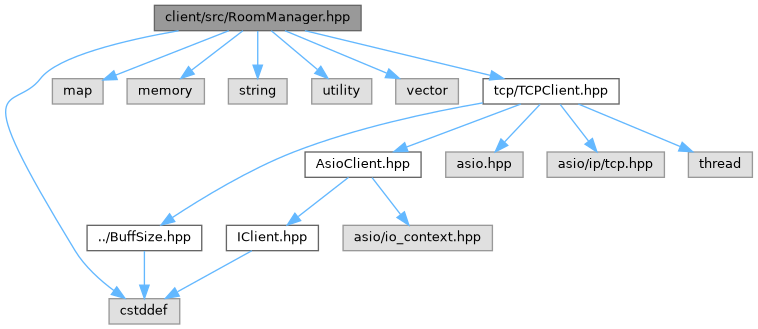 client/src/RoomManager.hpp
map
memory
string
utility
vector
tcp/TCPClient.hpp
AsioClient.hpp
asio.hpp
asio/ip/tcp.hpp
thread
../BuffSize.hpp
IClient.hpp
asio/io_context.hpp
cstddef